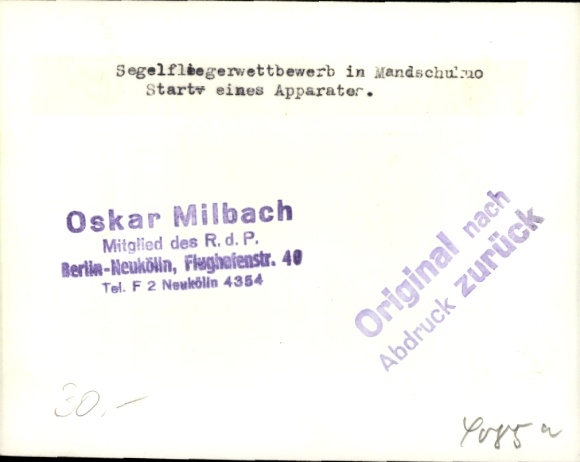 Segelfliegerwettbewerb in Mandschukuo
Start eines Apparates.
Oskar Milbach
Mitglied des R. d. P.
Berlin-Neukölln, Flughafenstr. 40
Tel. F 2 Neukölln 4354
Original nach
Abdruck zurück
30.-
4085 a